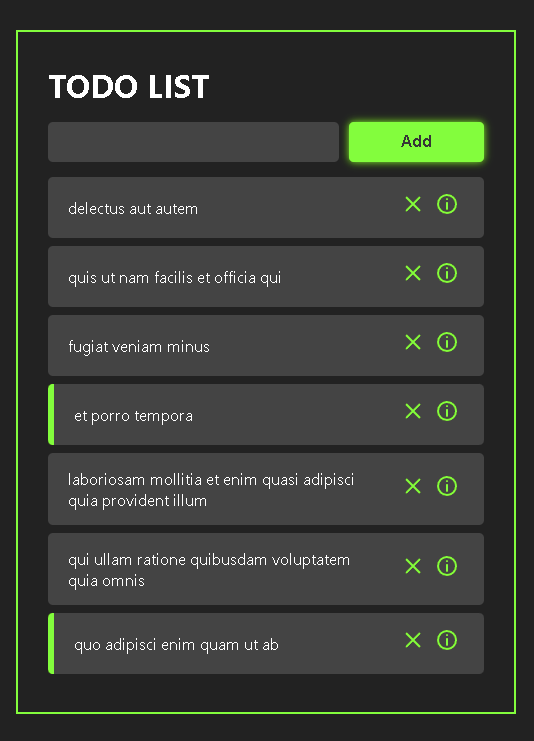 TODO LIST
Add
delectus aut autem
quis ut nam facilis et officia qui
fugiat veniam minus
et porro tempora
laboriosam mollitia et enim quasi adipisci
quia provident illum
qui ullam ratione quibusdam voluptatem
quia omnis
quo adipisci enim quam ut ab